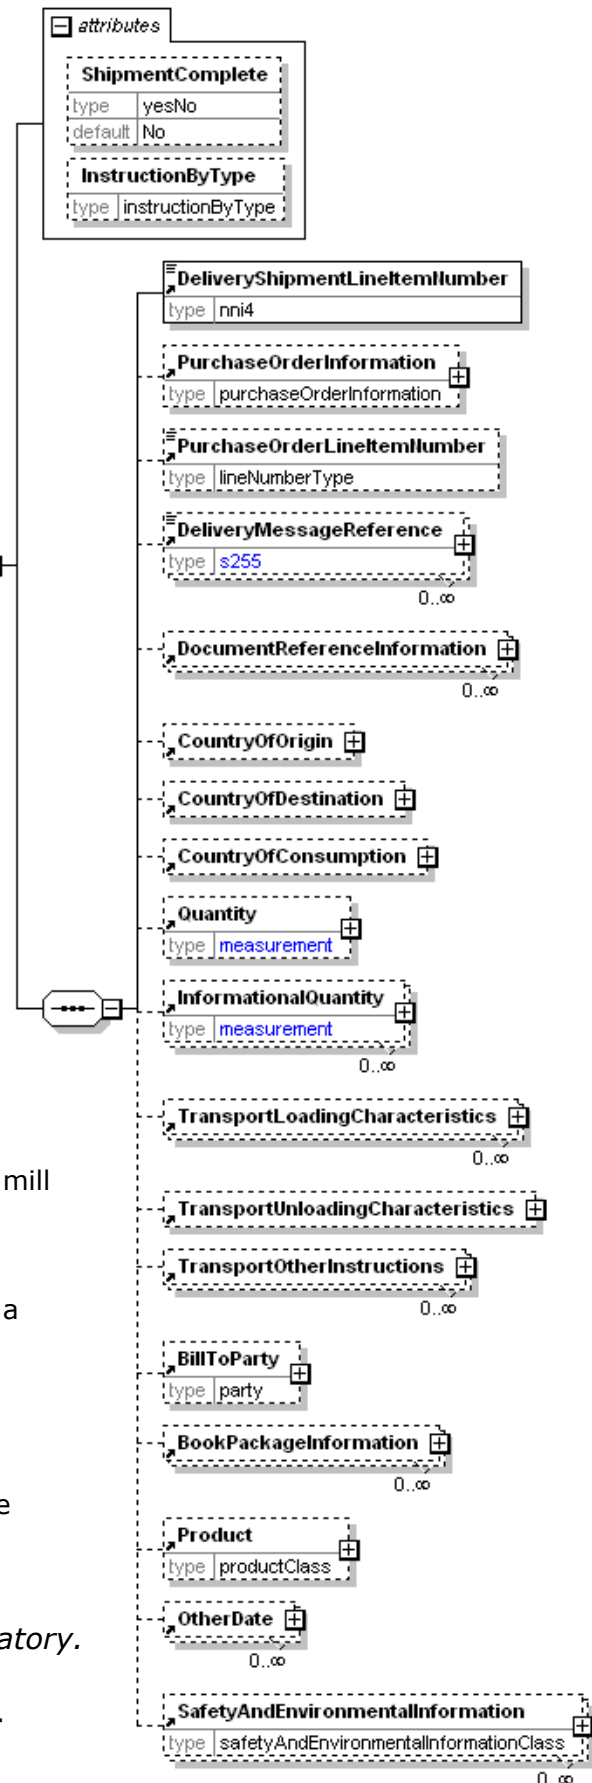 attributes
ShipmentComplete
type yesNo
default No
InstructionByType
type instructionByType
DeliveryShipmentLineItemNumber
type nni4
PurchaseOrderInformation
type purchaseOrderInformation
PurchaseOrderLineItemNumber
type lineNumberType
DeliveryMessageReference
type s255
0..∞
DocumentReferenceInformation
0..∞
CountryOfOrigin
CountryOfDestination
CountryOfConsumption
Quantity
type measurement
InformationalQuantity
type measurement
0..∞
TransportLoadingCharacteristics
0..∞
mill
TransportUnloadingCharacteristics
TransportOtherInstructions
a
0..∞
BillToParty
type party
BookPackageInformation
0..∞
e
Product
type productClass
OtherDate
atory.
0..∞
SafetyAndEnvironmentalInformation
.
type safetyAndEnvironmentalInformationClass
0..∞